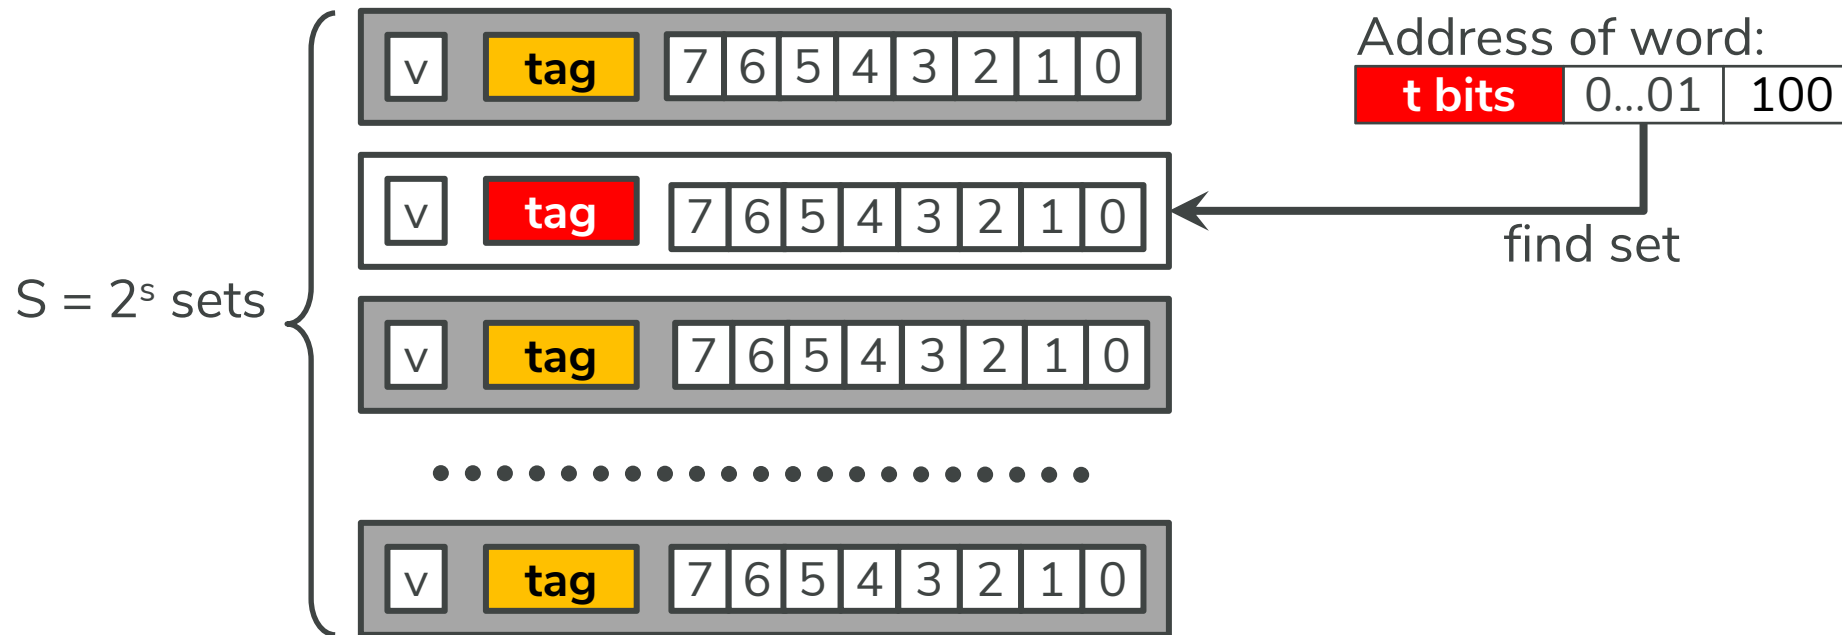 v tag 7 6 5 4 3 2 1 0
Address of word:
t bits 0...01 100
v tag 7 6 5 4 3 2 1 0
find set
S = 2ˢ sets
v tag 7 6 5 4 3 2 1 0
v tag 7 6 5 4 3 2 1 0